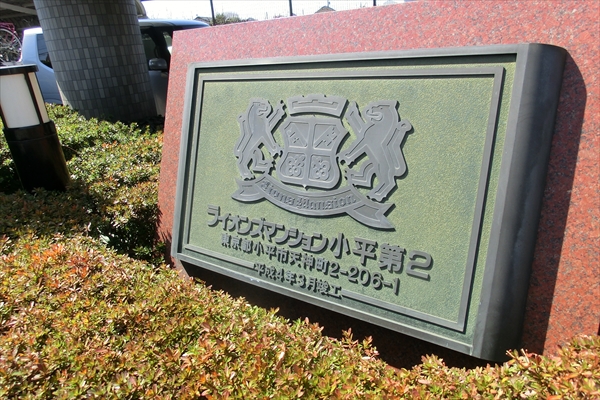 Lions Mansion
ライオンズマンション小平第2
東京都小平市天神町2-206-1
平成4年3月竣工